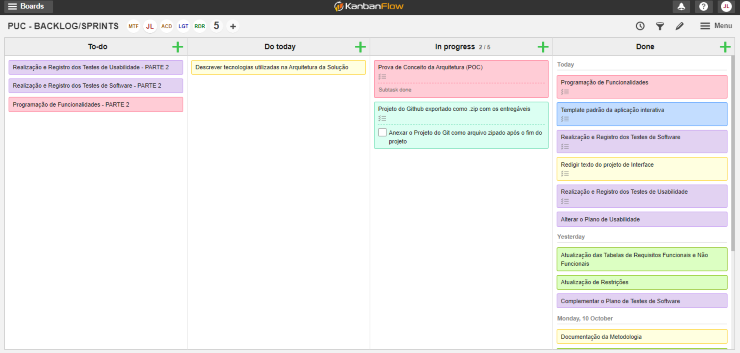 Boards
KanbanFlow
JL
PUC - BACKLOG/SPRINTS
MTF
JL
ACD
LGT
RDR
5
Menu
To-do
Realização e Registro dos Testes de Usabilidade - PARTE 2
Realização e Registro dos Testes de Software - PARTE 2
Programação de Funcionalidades - PARTE 2
Do today
Descrever tecnologias utilizadas na Arquitetura da Solução
In progress 2 / 5
Prova de Conceito da Arquitetura (POC)
Subtask done
Projeto do Github exportado como .zip com os entregáveis
Anexar o Projeto do Git como arquivo zipado após o fim do
projeto
Done
Today
Programação de Funcionalidades
Template padrão da aplicação interativa
Realização e Registro dos Testes de Software
Redigir texto do projeto de Interface
Realização e Registro dos Testes de Usabilidade
Alterar o Plano de Usabilidade
Yesterday
Atualização das Tabelas de Requisitos Funcionais e Não
Funcionais
Atualização de Restrições
Complementar o Plano de Testes de Software
Monday, 10 October
Documentação da Metodologia